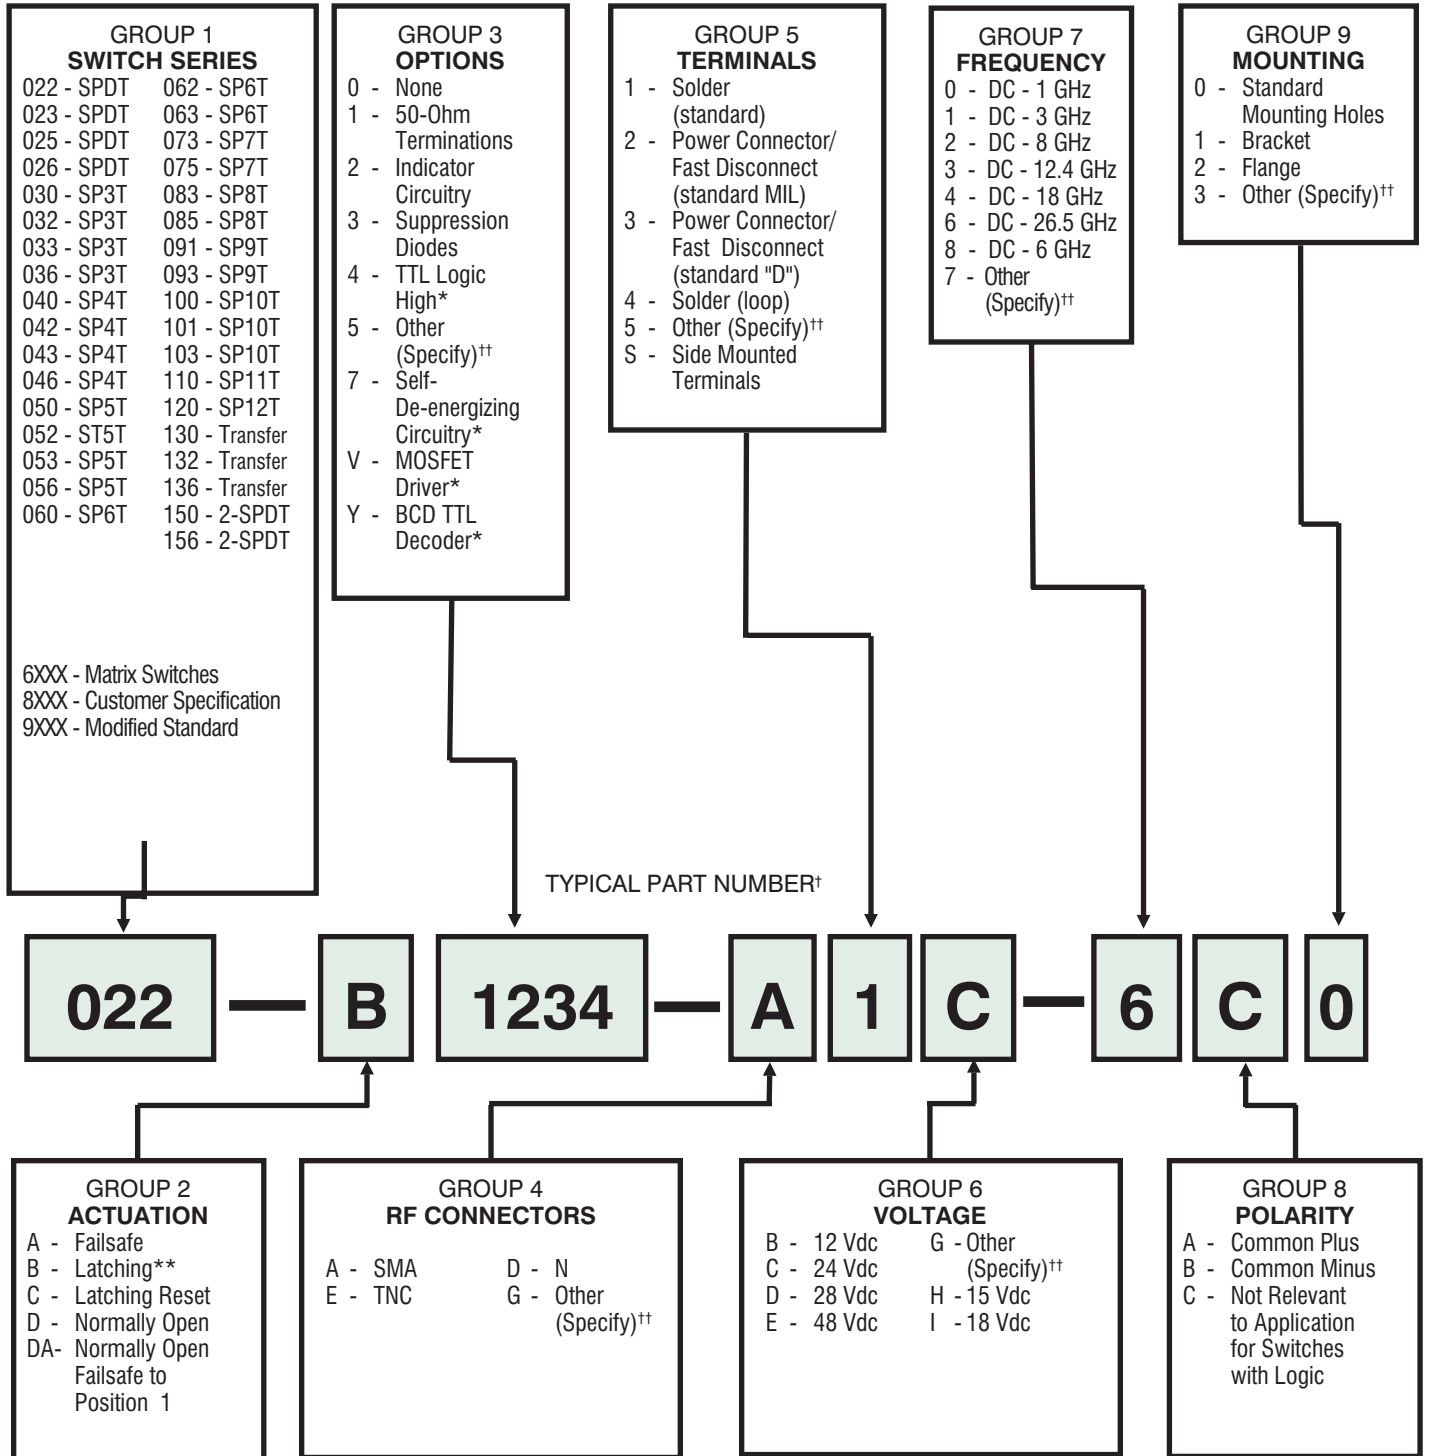 GROUP 1
SWITCH SERIES
022 - SPDT
023 - SPDT
025 - SPDT
026 - SPDT
030 - SP3T
032 - SP3T
033 - SP3T
036 - SP3T
040 - SP4T
042 - SP4T
043 - SP4T
046 - SP4T
050 - SP5T
052 - ST5T
053 - SP5T
056 - SP5T
060 - SP6T
062 - SP6T
063 - SP6T
073 - SP7T
075 - SP7T
083 - SP8T
085 - SP8T
091 - SP9T
093 - SP9T
100 - SP10T
101 - SP10T
103 - SP10T
110 - SP11T
120 - SP12T
130 - Transfer
132 - Transfer
136 - Transfer
150 - 2-SPDT
156 - 2-SPDT
6XXX - Matrix Switches
8XXX - Customer Specification
9XXX - Modified Standard
GROUP 3
OPTIONS
0 - None
1 - 50-Ohm
Terminations
2 - Indicator
Circuitry
3 - Suppression
Diodes
4 - TTL Logic
High*
5 - Other
(Specify)††
7 - Self-
De-energizing
Circuitry*
V - MOSFET
Driver*
Y - BCD TTL
Decoder*
GROUP 5
TERMINALS
1 - Solder
(standard)
2 - Power Connector/
Fast Disconnect
(standard MIL)
3 - Power Connector/
Fast Disconnect
(standard "D")
4 - Solder (loop)
5 - Other (Specify)††
S - Side Mounted
Terminals
GROUP 7
FREQUENCY
0 - DC - 1 GHz
1 - DC - 3 GHz
2 - DC - 8 GHz
3 - DC - 12.4 GHz
4 - DC - 18 GHz
6 - DC - 26.5 GHz
8 - DC - 6 GHz
7 - Other
(Specify)††
GROUP 9
MOUNTING
0 - Standard
Mounting Holes
1 - Bracket
2 - Flange
3 - Other (Specify)††
TYPICAL PART NUMBER†
022 — B 1234 — A 1 C — 6 C 0
GROUP 2
ACTUATION
A - Failsafe
B - Latching**
C - Latching Reset
D - Normally Open
DA- Normally Open
Failsafe to
Position 1
GROUP 4
RF CONNECTORS
A - SMA
E - TNC
D - N
G - Other
(Specify)††
GROUP 6
VOLTAGE
B - 12 Vdc
C - 24 Vdc
D - 28 Vdc
E - 48 Vdc
G - Other
(Specify)††
H - 15 Vdc
I - 18 Vdc
GROUP 8
POLARITY
A - Common Plus
B - Common Minus
C - Not Relevant
to Application
for Switches
with Logic